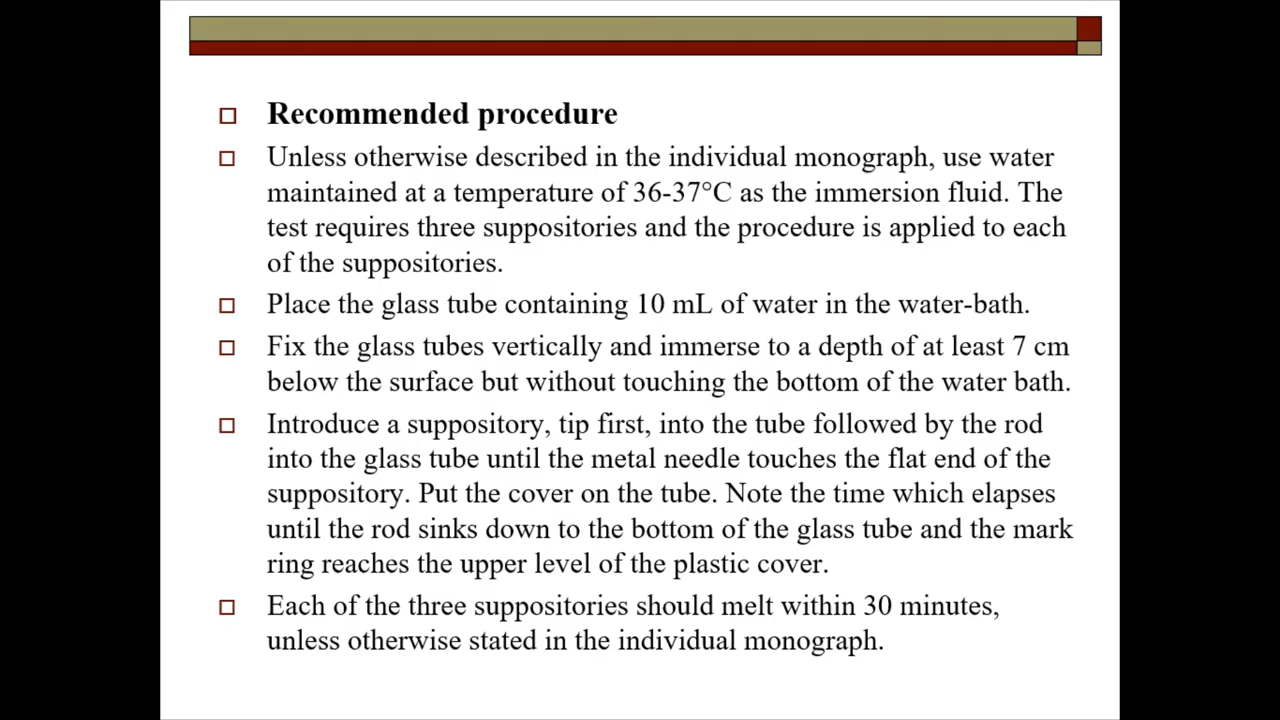 Recommended procedure
Unless otherwise described in the individual monograph, use water
maintained at a temperature of 36-37°C as the immersion fluid. The
test requires three suppositories and the procedure is applied to each
of the suppositories.
Place the glass tube containing 10 mL of water in the water-bath.
Fix the glass tubes vertically and immerse to a depth of at least 7 cm
below the surface but without touching the bottom of the water bath.
Introduce a suppository, tip first, into the tube followed by the rod
into the glass tube until the metal needle touches the flat end of the
suppository. Put the cover on the tube. Note the time which elapses
until the rod sinks down to the bottom of the glass tube and the mark
ring reaches the upper level of the plastic cover.
Each of the three suppositories should melt within 30 minutes,
unless otherwise stated in the individual monograph.